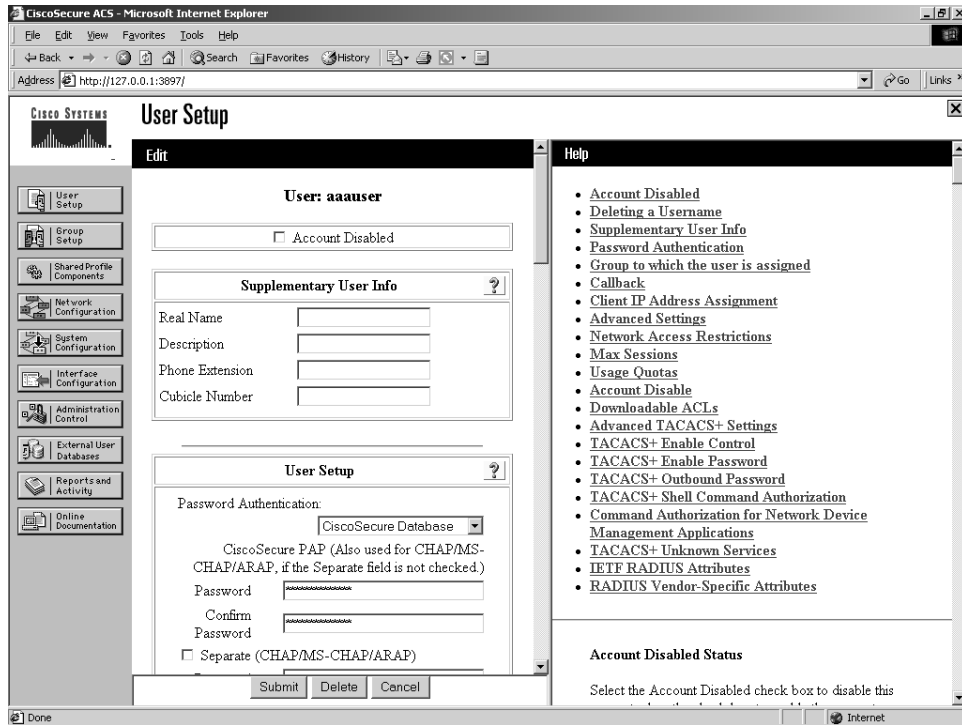 CiscoSecure ACS - Microsoft Internet Explorer
File Edit View Favorites Tools Help
Back Search Favorites History
Address http://127.0.0.1:3897/ Go Links
CISCO SYSTEMS
User Setup
Edit
User: aaauser
Account Disabled
Supplementary User Info ?
Real Name
Description
Phone Extension
Cubicle Number
User Setup ?
Password Authentication:
CiscoSecure Database
CiscoSecure PAP (Also used for CHAP/MS-
CHAP/ARAP, if the Separate field is not checked.)
Password **************
Confirm
Password **************
Separate (CHAP/MS-CHAP/ARAP)
Submit Delete Cancel
User
Setup
Group
Setup
Shared Profile
Components
Network
Configuration
System
Configuration
Interface
Configuration
Administration
Control
External User
Databases
Reports and
Activity
Online
Documentation
Help
Account Disabled
Deleting a Username
Supplementary User Info
Password Authentication
Group to which the user is assigned
Callback
Client IP Address Assignment
Advanced Settings
Network Access Restrictions
Max Sessions
Usage Quotas
Account Disable
Downloadable ACLs
Advanced TACACS+ Settings
TACACS+ Enable Control
TACACS+ Enable Password
TACACS+ Outbound Password
TACACS+ Shell Command Authorization
Command Authorization for Network Device
Management Applications
TACACS+ Unknown Services
IETF RADIUS Attributes
RADIUS Vendor-Specific Attributes
Account Disabled Status
Select the Account Disabled check box to disable this
Done Internet